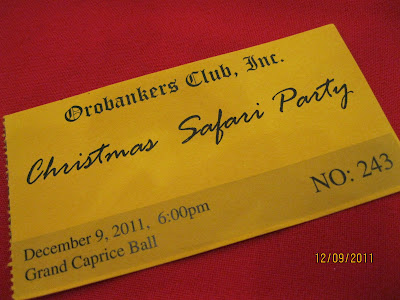 Orobankers Club, Inc.
Christmas Safari Party
NO: 243
December 9, 2011, 6:00pm
Grand Caprice Ball
12/09/2011